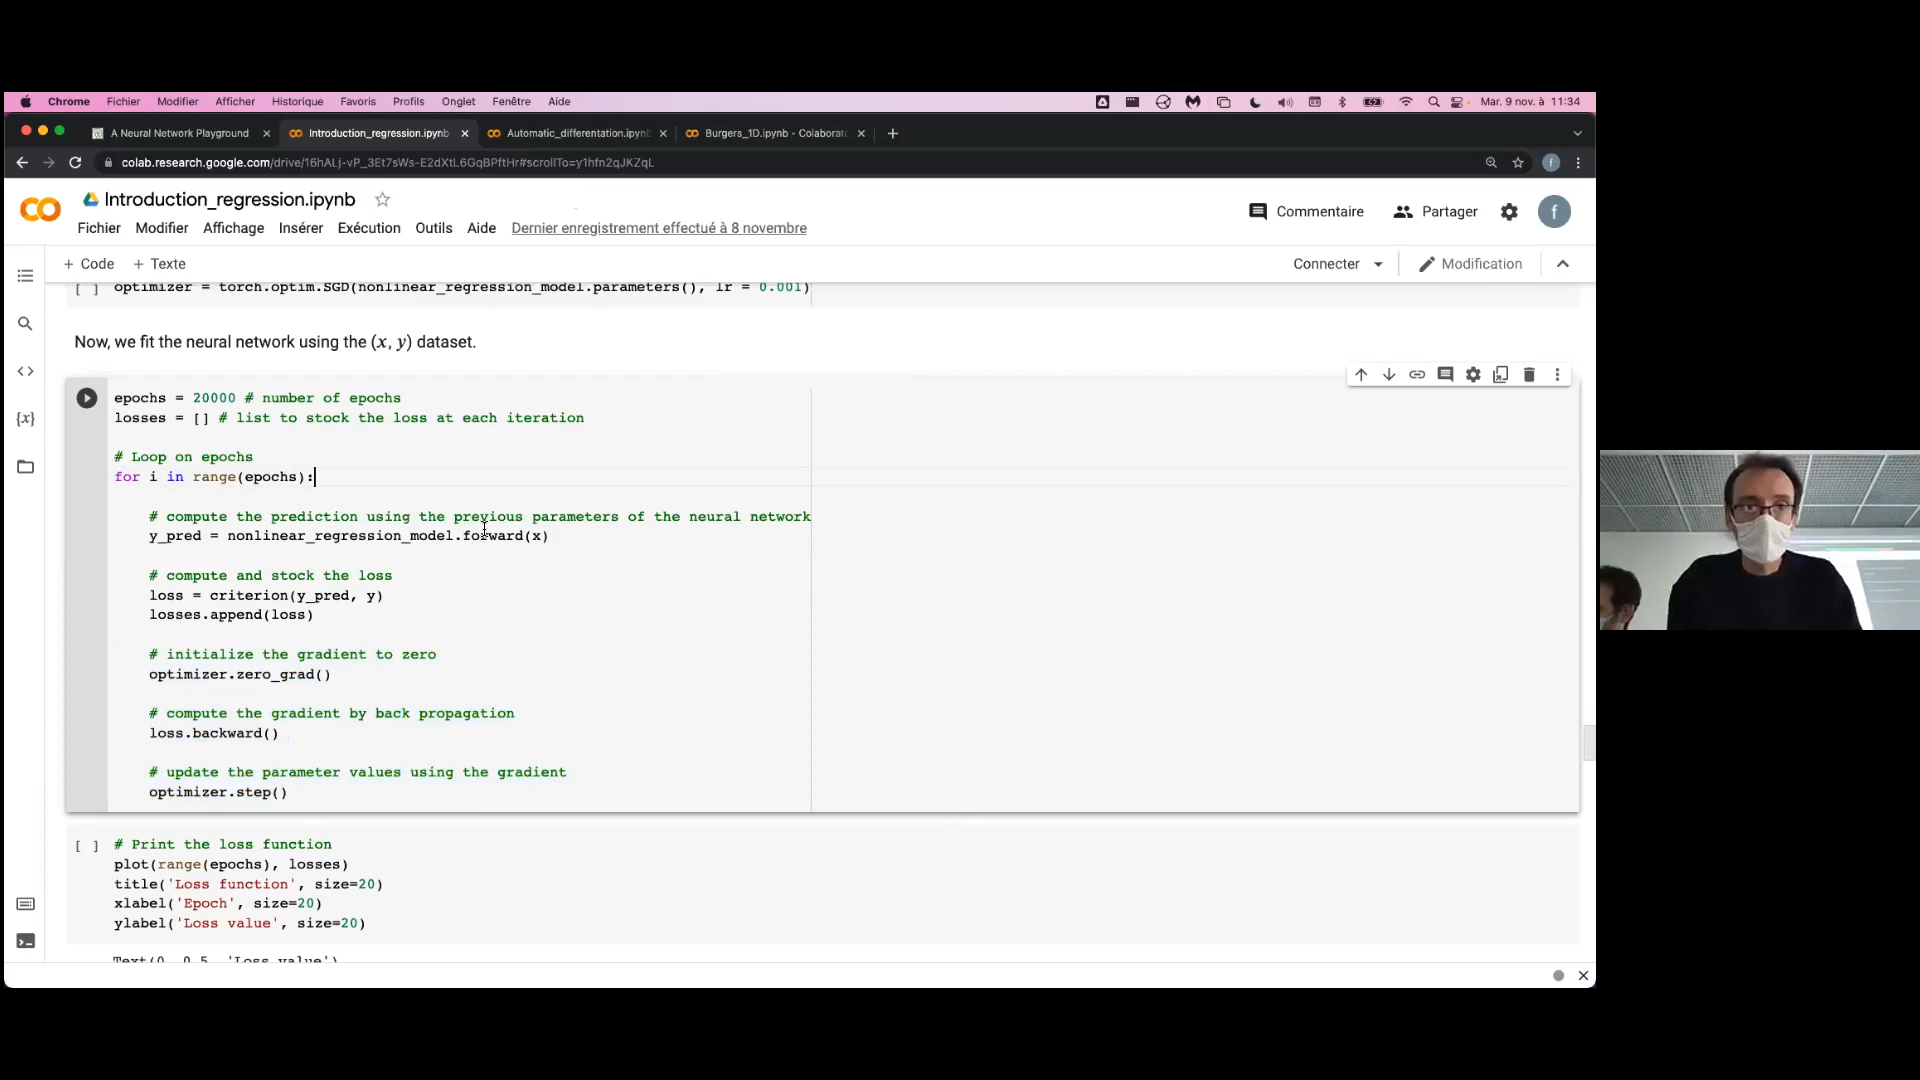 Chrome Fichier Modifier Afficher Historique Favoris Profils Onglet Fenêtre Aide Mar. 9 nov. à 11:34
A Neural Network Playground Introduction_regression.ipynb Automatic_differentation.ipynb Burgers_1D.ipynb - Colaborat
colab.research.google.com/drive/16hALj-vP_3Et7sWs-E2dXtL6GqBPftHr#scrollTo=y1hfn2qJKZqL
Introduction_regression.ipynb
Commentaire Partager f
Fichier Modifier Affichage Insérer Exécution Outils Aide Dernier enregistrement effectué à 8 novembre
+ Code + Texte Connecter Modification
[ ] optimizer = torch.optim.SGD(nonlinear_regression_model.parameters(), lr = 0.001)
Now, we fit the neural network using the (x, y) dataset.
epochs = 20000 # number of epochs
losses = [] # list to stock the loss at each iteration
# Loop on epochs
for i in range(epochs):
# compute the prediction using the previous parameters of the neural network
y_pred = nonlinear_regression_model.forward(x)
# compute and stock the loss
loss = criterion(y_pred, y)
losses.append(loss)
# initialize the gradient to zero
optimizer.zero_grad()
# compute the gradient by back propagation
loss.backward()
# update the parameter values using the gradient
optimizer.step()
[ ] # Print the loss function
plot(range(epochs), losses)
title('Loss function', size=20)
xlabel('Epoch', size=20)
ylabel('Loss value', size=20)
Text(0, 0.5, 'Loss value')